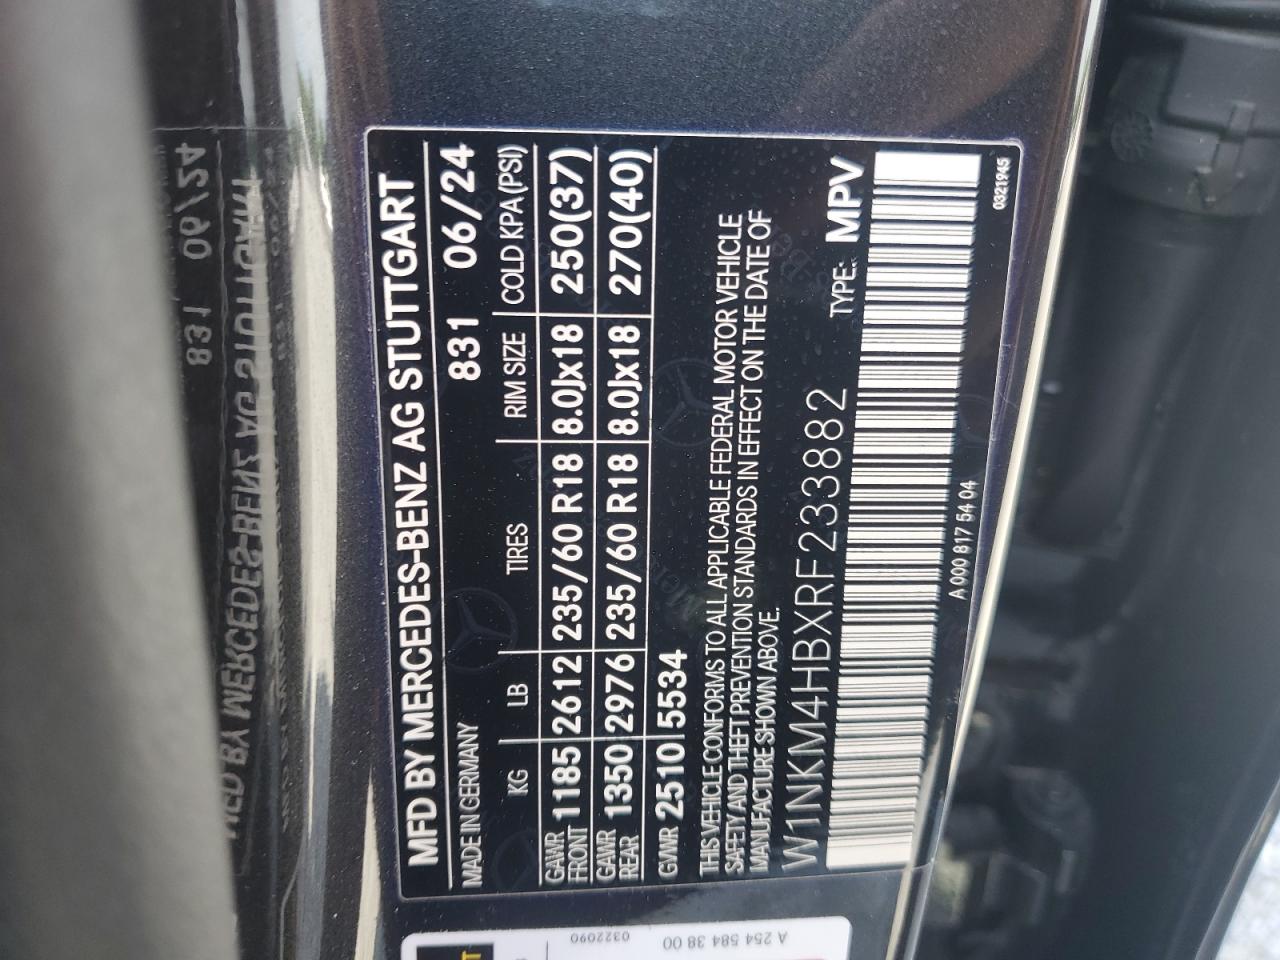 MFD BY MERCEDES-BENZ AG STUTTGART
MADE IN GERMANY 831 06/24
KG LB TIRES RIM SIZE COLD KPA(PSI)
GAWR FRONT 1185 2612 235/60 R18 8.0Jx18 250(37)
GAWR REAR 1350 2976 235/60 R18 8.0Jx18 270(40)
GVWR 2510 5534
THIS VEHICLE CONFORMS TO ALL APPLICABLE FEDERAL MOTOR VEHICLE
SAFETY AND THEFT PREVENTION STANDARDS IN EFFECT ON THE DATE OF
MANUFACTURE SHOWN ABOVE.
W1NKM4HBXRF233882 TYPE: MPV
A 000 817 54 04 0321945
A 254 584 38 00 0322090